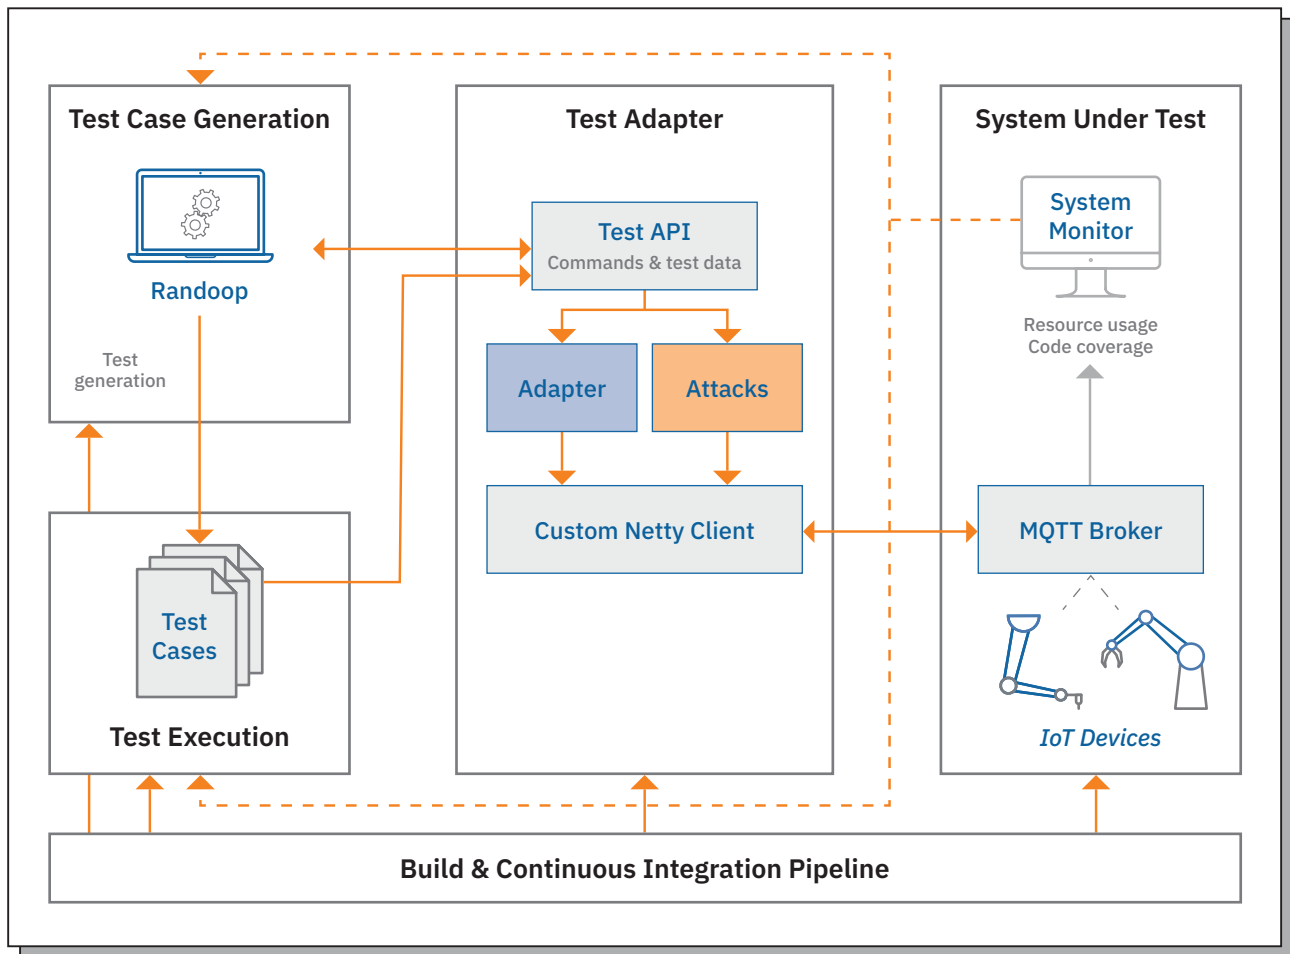 Test Case Generation
Randoop
Test
generation
Test
Cases
Test Execution
Test Adapter
Test API
Commands & test data
Adapter
Attacks
Custom Netty Client
System Under Test
System
Monitor
Resource usage
Code coverage
MQTT Broker
IoT Devices
Build & Continuous Integration Pipeline